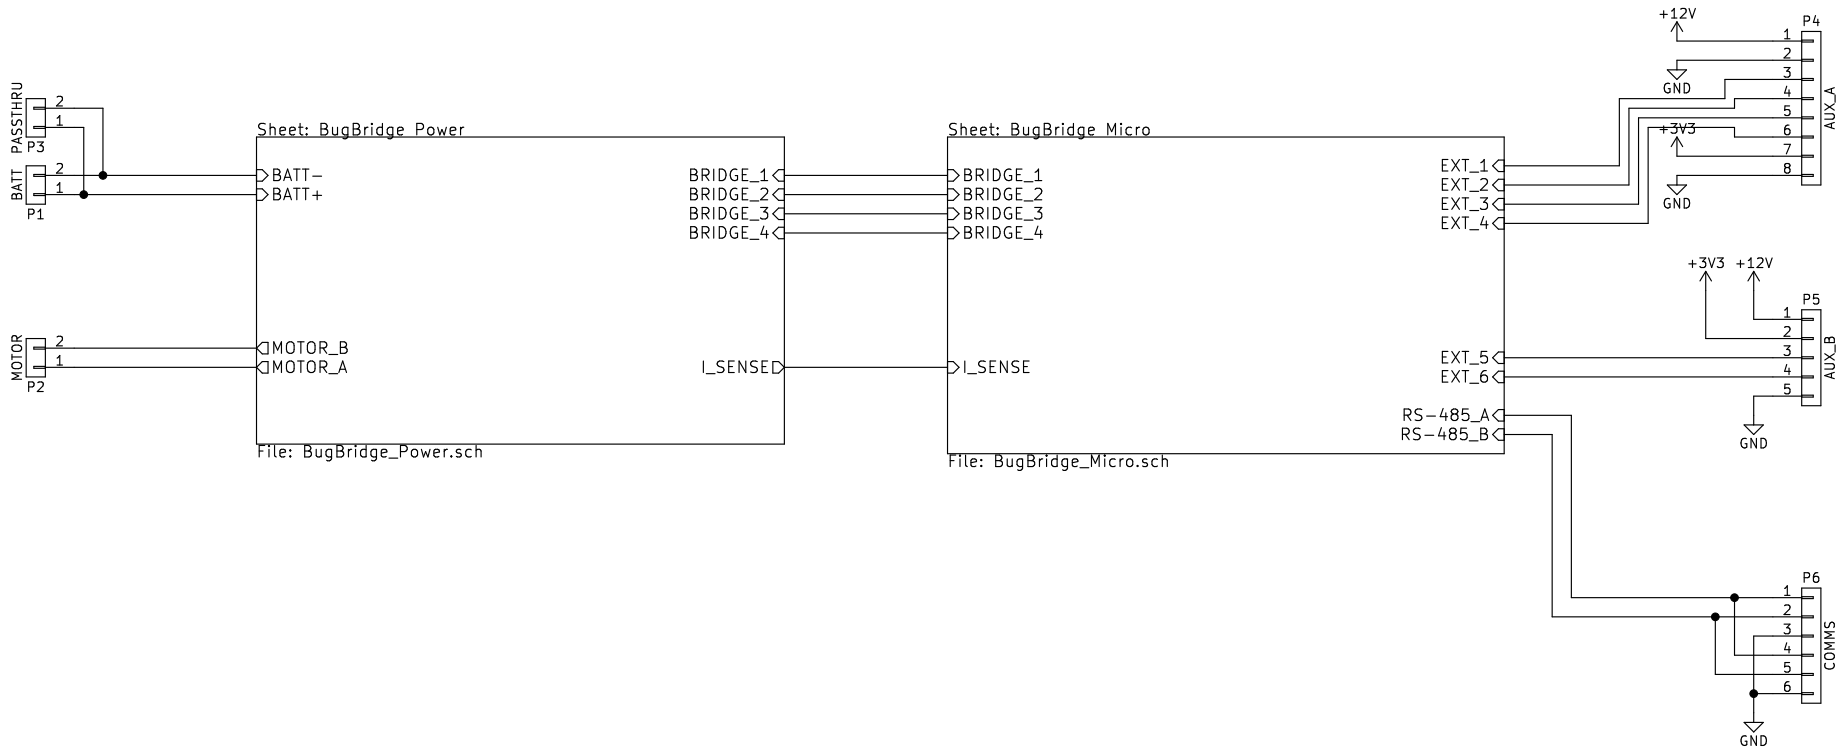 PASSTHRU
2
1
P3
BATT
2
1
P1
MOTOR
2
1
P2
Sheet: BugBridge Power
BATT-
BATT+
MOTOR_B
MOTOR_A
BRIDGE_1
BRIDGE_2
BRIDGE_3
BRIDGE_4
I_SENSE
File: BugBridge_Power.sch
Sheet: BugBridge Micro
BRIDGE_1
BRIDGE_2
BRIDGE_3
BRIDGE_4
I_SENSE
EXT_1
EXT_2
EXT_3
EXT_4
EXT_5
EXT_6
RS-485_A
RS-485_B
File: BugBridge_Micro.sch
+12V
GND
+3V3
GND
P4
1
2
3
4
5
6
7
8
AUX_A
+3V3
+12V
P5
1
2
3
4
5
AUX_B
GND
P6
1
2
3
4
5
6
COMMS
GND